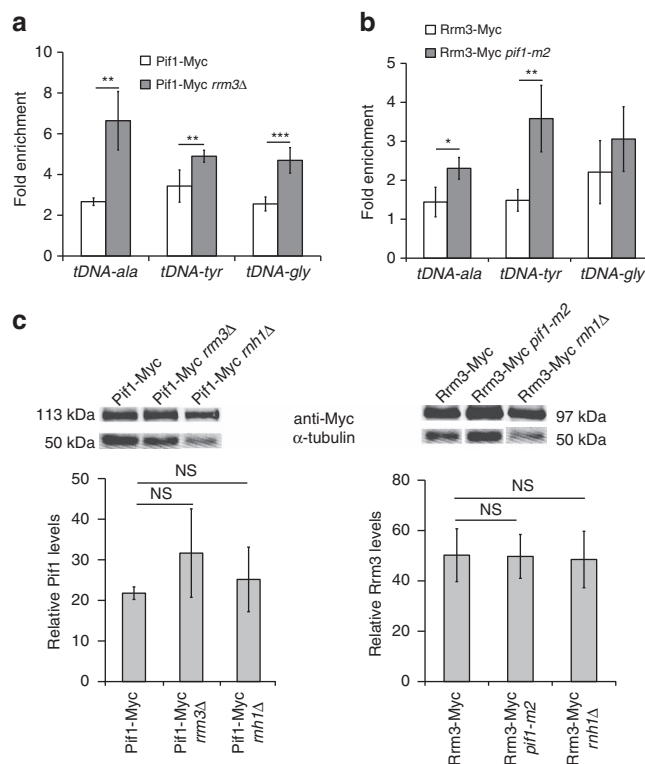 a
Pif1-Myc
Pif1-Myc rrm3Δ
Fold enrichment
10
8
6
4
2
0
**
**
***
tDNA-ala
tDNA-tyr
tDNA-gly
b
Rrm3-Myc
Rrm3-Myc pif1-m2
Fold enrichment
5
4
3
2
1
0
*
**
tDNA-ala
tDNA-tyr
tDNA-gly
c
Pif1-Myc
Pif1-Myc rrm3Δ
Pif1-Myc rnh1Δ
113 kDa
50 kDa
anti-Myc
α-tubulin
Rrm3-Myc
Rrm3-Myc pif1-m2
Rrm3-Myc rnh1Δ
97 kDa
50 kDa
Relative Pif1 levels
50
40
30
20
10
0
NS
NS
Pif1-Myc
Pif1-Myc
rrm3Δ
Pif1-Myc
rnh1Δ
Relative Rrm3 levels
80
60
40
20
0
NS
NS
Rrm3-Myc
Rrm3-Myc
pif1-m2
Rrm3-Myc
rnh1Δ